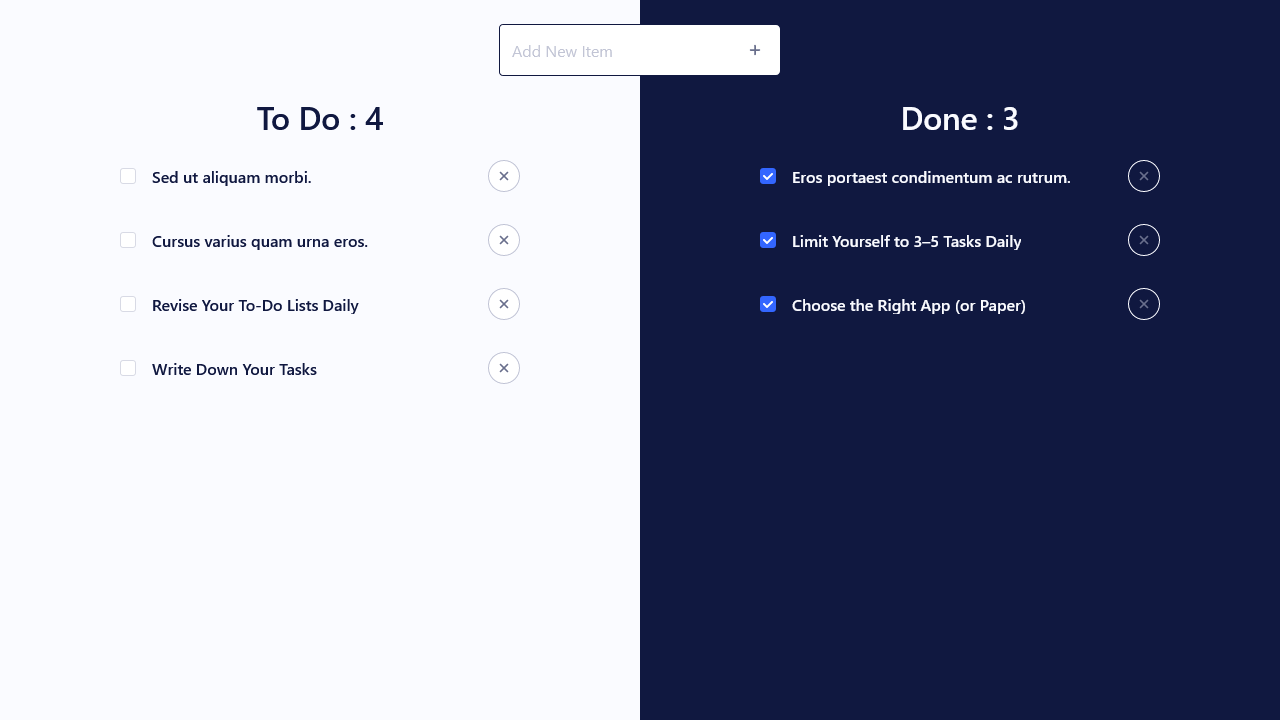 Add New Item
To Do : 4
Sed ut aliquam morbi.
Cursus varius quam urna eros.
Revise Your To-Do Lists Daily
Write Down Your Tasks
Done : 3
Eros portaest condimentum ac rutrum.
Limit Yourself to 3–5 Tasks Daily
Choose the Right App (or Paper)